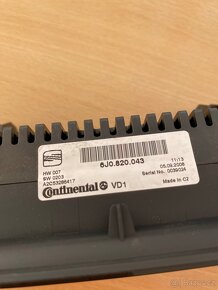 6J0.820.043
HW 007
SW 0203
A2C53286417
11:13
05.09.2008
Serial No.: 0039024
Continental VD1
Made in CZ